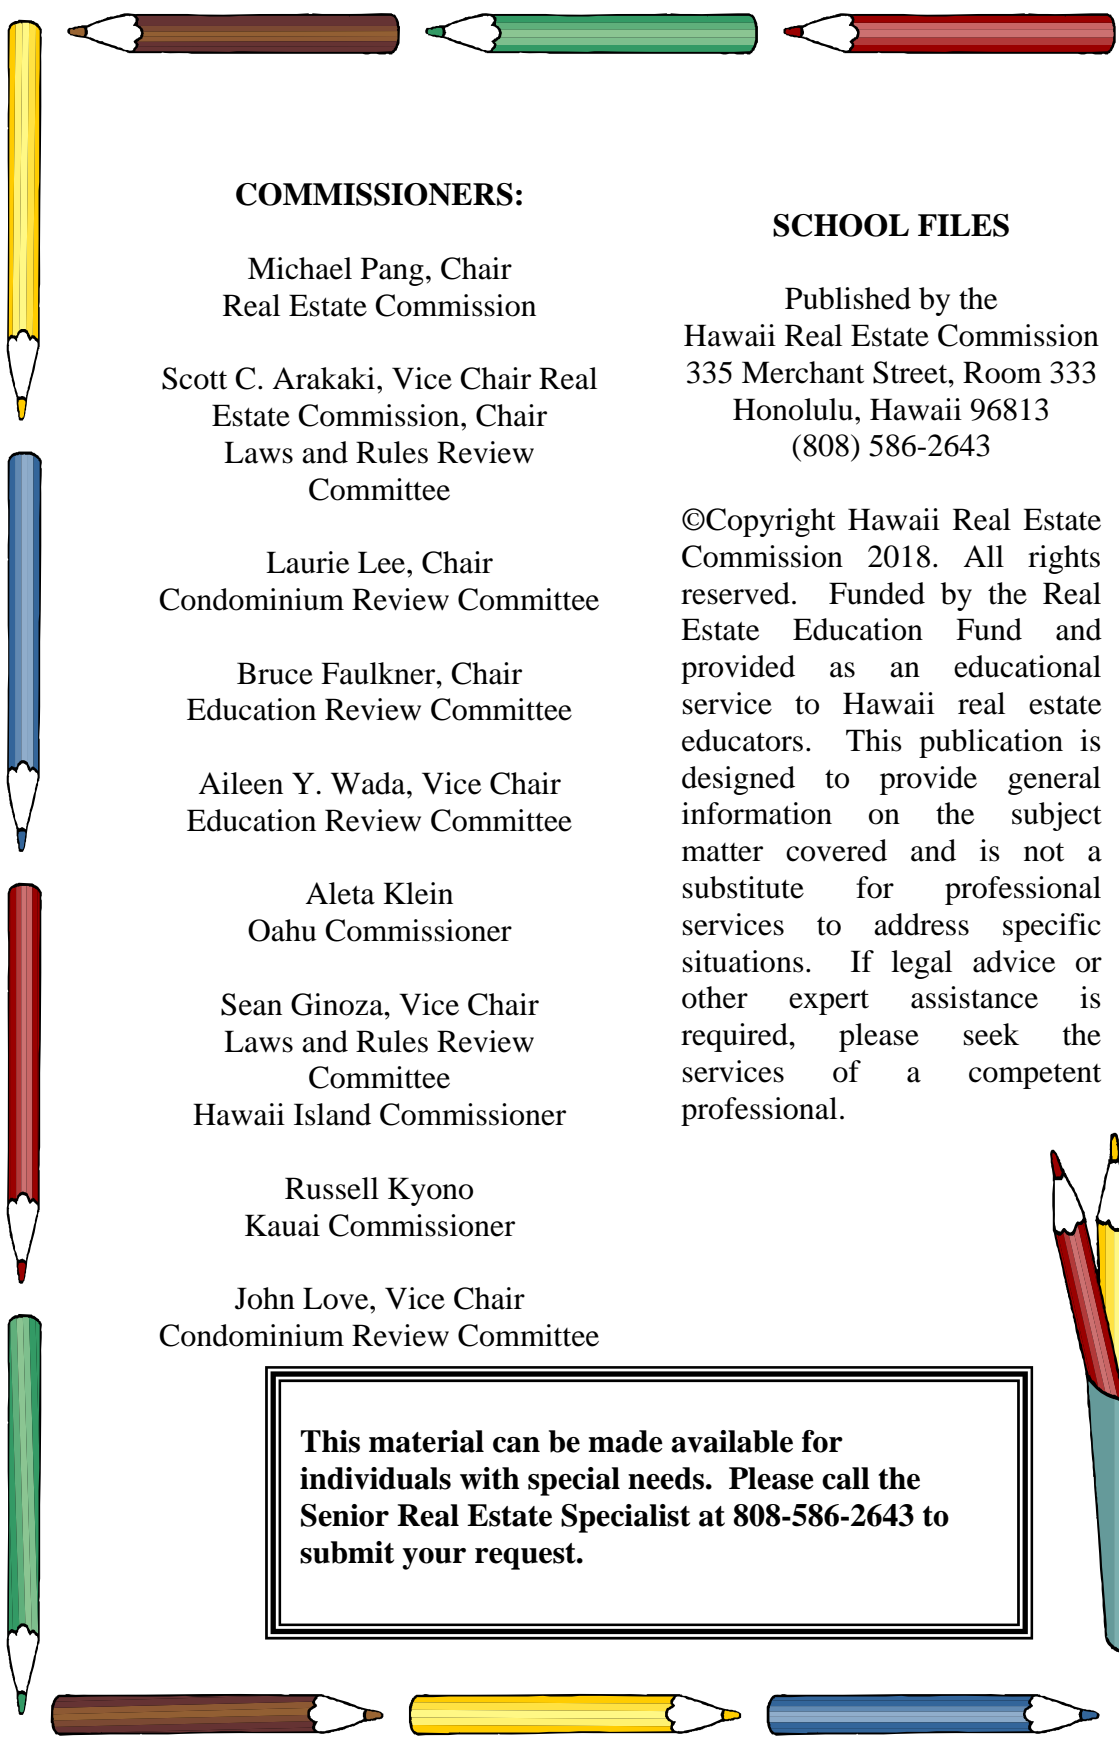 COMMISSIONERS:
Michael Pang, Chair
Real Estate Commission
Scott C. Arakaki, Vice Chair Real
Estate Commission, Chair
Laws and Rules Review
Committee
Laurie Lee, Chair
Condominium Review Committee
Bruce Faulkner, Chair
Education Review Committee
Aileen Y. Wada, Vice Chair
Education Review Committee
Aleta Klein
Oahu Commissioner
Sean Ginoza, Vice Chair
Laws and Rules Review
Committee
Hawaii Island Commissioner
Russell Kyono
Kauai Commissioner
John Love, Vice Chair
Condominium Review Committee
SCHOOL FILES
Published by the
Hawaii Real Estate Commission
335 Merchant Street, Room 333
Honolulu, Hawaii 96813
(808) 586-2643
©Copyright Hawaii Real Estate
Commission 2018. All rights
reserved. Funded by the Real
Estate Education Fund and
provided as an educational
service to Hawaii real estate
educators. This publication is
designed to provide general
information on the subject
matter covered and is not a
substitute for professional
services to address specific
situations. If legal advice or
other expert assistance is
required, please seek the
services of a competent
professional.
This material can be made available for
individuals with special needs. Please call the
Senior Real Estate Specialist at 808-586-2643 to
submit your request.